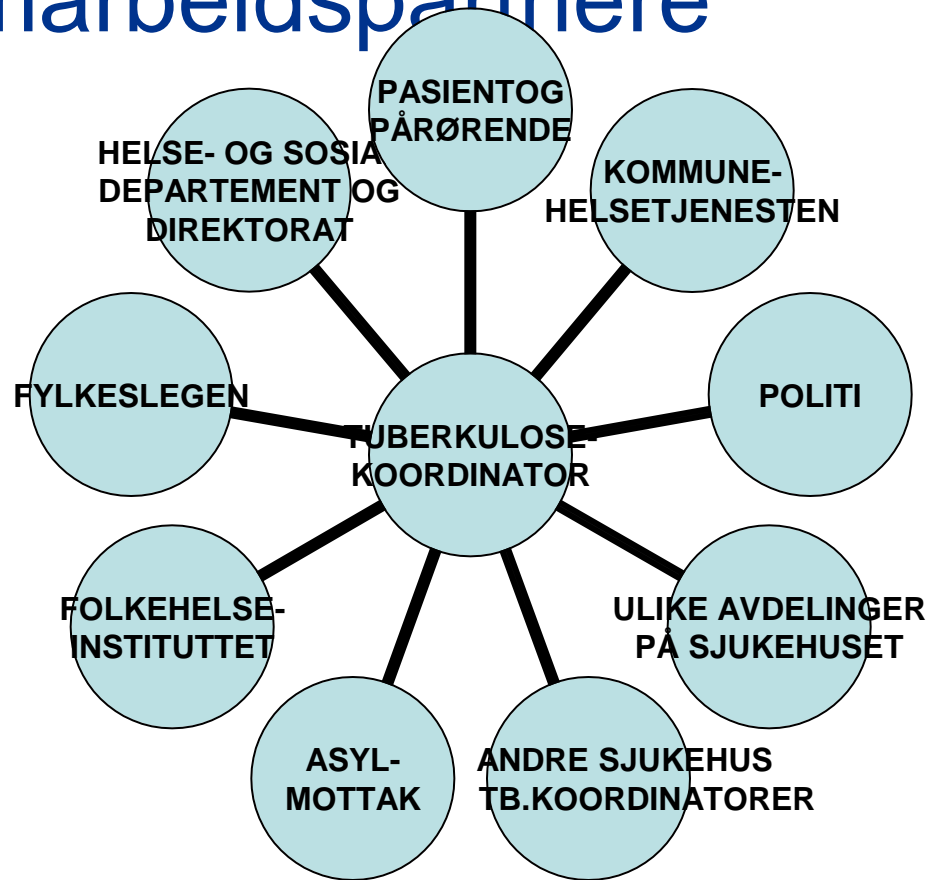 narbeidspartnere
PASIENTOG
PÅRØRENDE
KOMMUNE-
HELSETJENESTEN
POLITI
ULIKE AVDELINGER
PÅ SJUKEHUSET
ANDRE SJUKEHUS
TB.KOORDINATORER
ASYL-
MOTTAK
FOLKEHELSE-
INSTITUTTET
FYLKESLEGEN
HELSE- OG SOSIA
DEPARTEMENT OG
DIREKTORAT
TUBERKULOSE-
KOORDINATOR